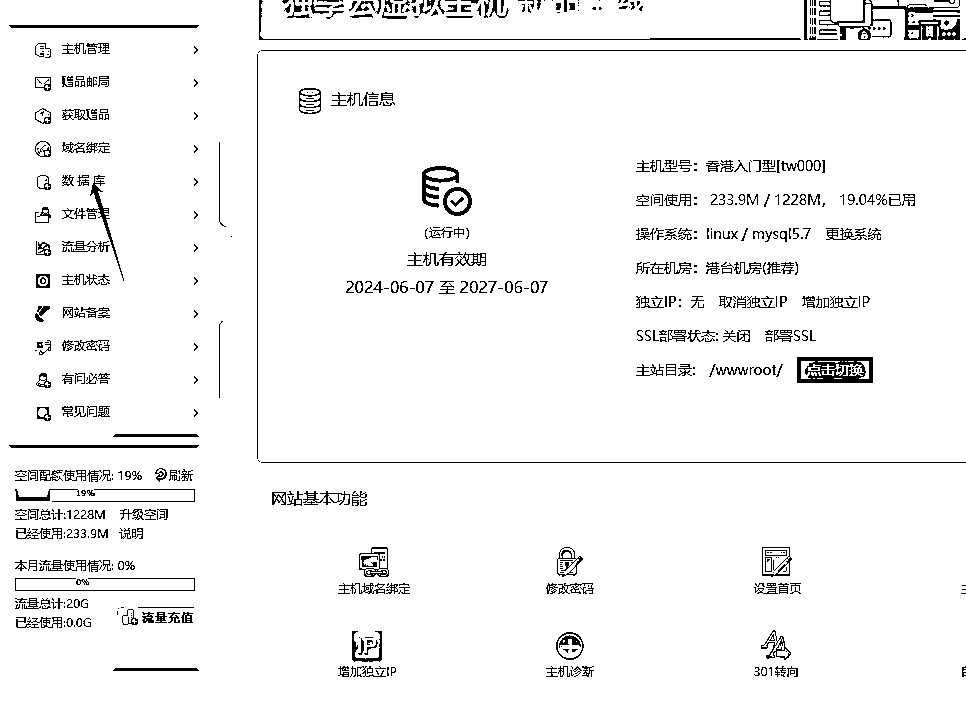 独享云虚拟主机
主机管理
赠品邮局
获取赠品
域名绑定
数据库
文件管理
流量分析
主机状态
网站备案
修改密码
有问必答
常见问题
空间配额使用情况: 19% 刷新
19%
空间总计:1228M 升级空间
已经使用:233.9M 说明
本月流量使用情况: 0%
0%
流量总计:20G
已经使用:0.0G
流量充值
主机信息
(运行中)
主机有效期
2024-06-07 至 2027-06-07
主机型号：香港入门型[tw000]
空间使用： 233.9M / 1228M， 19.04%已用
操作系统：linux / mysql5.7 更换系统
所在机房：港台机房(推荐)
独立IP：无 取消独立IP 增加独立IP
SSL部署状态: 关闭 部署SSL
主站目录： /wwwroot/ 点击切换
网站基本功能
主机域名绑定
修改密码
设置首页
增加独立IP
主机诊断
301转向